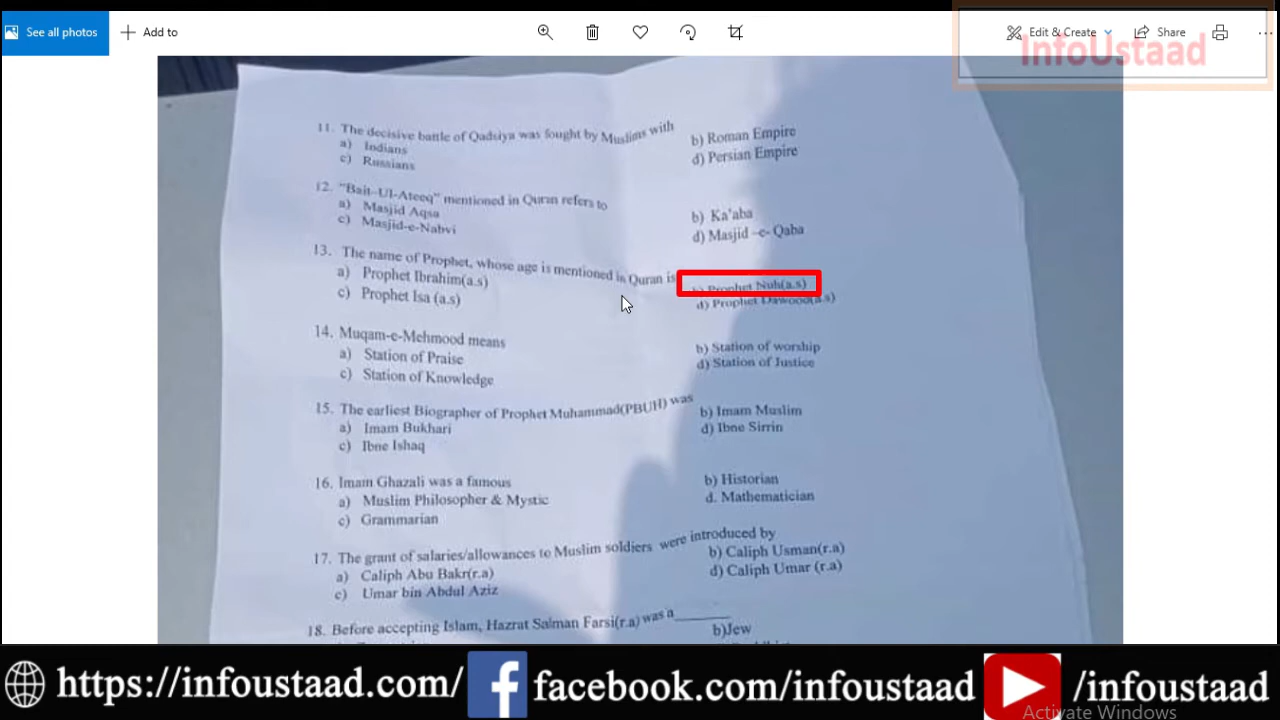 See all photos
Add to
Edit & Create
Share
InfoUstaad
11. The decisive battle of Qadsiya was fought by Muslims with
a) Indians
b) Roman Empire
c) Russians
d) Persian Empire
12. "Bait-Ul-Ateeq" mentioned in Quran refers to
a) Masjid Aqsa
b) Ka'aba
c) Masjid-e-Nabvi
d) Masjid -e- Qaba
13. The name of Prophet, whose age is mentioned in Quran is
a) Prophet Ibrahim(a.s)
b) Prophet Nuh(a.s)
c) Prophet Isa (a.s)
d) Prophet Dawood(a.s)
14. Muqam-e-Mehmood means
a) Station of Praise
b) Station of worship
c) Station of Knowledge
d) Station of Justice
15. The earliest Biographer of Prophet Muhammad(PBUH) was
a) Imam Bukhari
b) Imam Muslim
c) Ibne Ishaq
d) Ibne Sirrin
16. Imam Ghazali was a famous
a) Muslim Philosopher & Mystic
b) Historian
c) Grammarian
d. Mathematician
17. The grant of salaries/allowances to Muslim soldiers were introduced by
a) Caliph Abu Bakr(r.a)
b) Caliph Usman(r.a)
c) Umar bin Abdul Aziz
d) Caliph Umar (r.a)
18. Before accepting Islam, Hazrat Salman Farsi(r.a) was a_______
b)Jew
https://infoustaad.com/
facebook.com/infoustaad
/infoustaad
Activate Windows